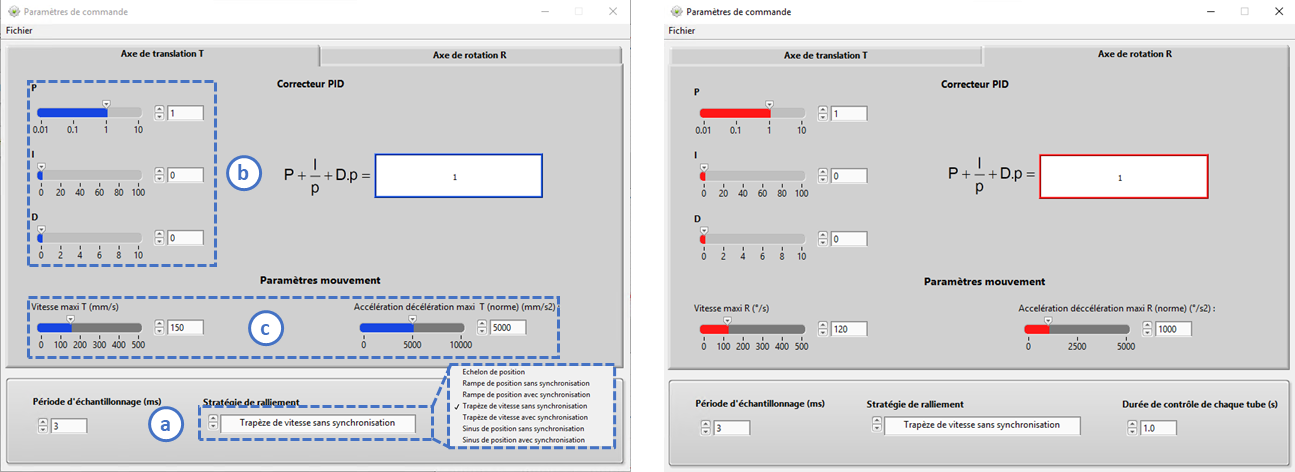 Paramètres de commande
Fichier
Axe de translation T
Axe de rotation R
Correcteur PID
P
1
0.01 0.1 1 10
I
0
0 20 40 60 80 100
D
0
0 2 4 6 8 10
b
P + I/p + D.p =
1
Paramètres mouvement
Vitesse maxi T (mm/s)
150
0 100 200 300 400 500
c
Accélération décélération maxi T (norme) (mm/s2)
5000
0 5000 10000
Période d'échantillonnage (ms)
3
a
Stratégie de ralliement
Trapèze de vitesse sans synchronisation
Echelon de position
Rampe de position sans synchronisation
Rampe de position avec synchronisation
✓ Trapèze de vitesse sans synchronisation
Trapèze de vitesse avec synchronisation
Sinus de position sans synchronisation
Sinus de position avec synchronisation
Paramètres de commande
Fichier
Axe de translation T
Axe de rotation R
Correcteur PID
P
1
0.01 0.1 1 10
I
0
0 20 40 60 80 100
D
0
0 2 4 6 8 10
P + I/p + D.p =
1
Paramètres mouvement
Vitesse maxi R (°/s)
120
0 100 200 300 400 500
Accélération déccélération maxi R (norme) (°/s2) :
1000
0 2500 5000
Période d'échantillonnage (ms)
3
Stratégie de ralliement
Trapèze de vitesse sans synchronisation
Durée de contrôle de chaque tube (s)
1.0